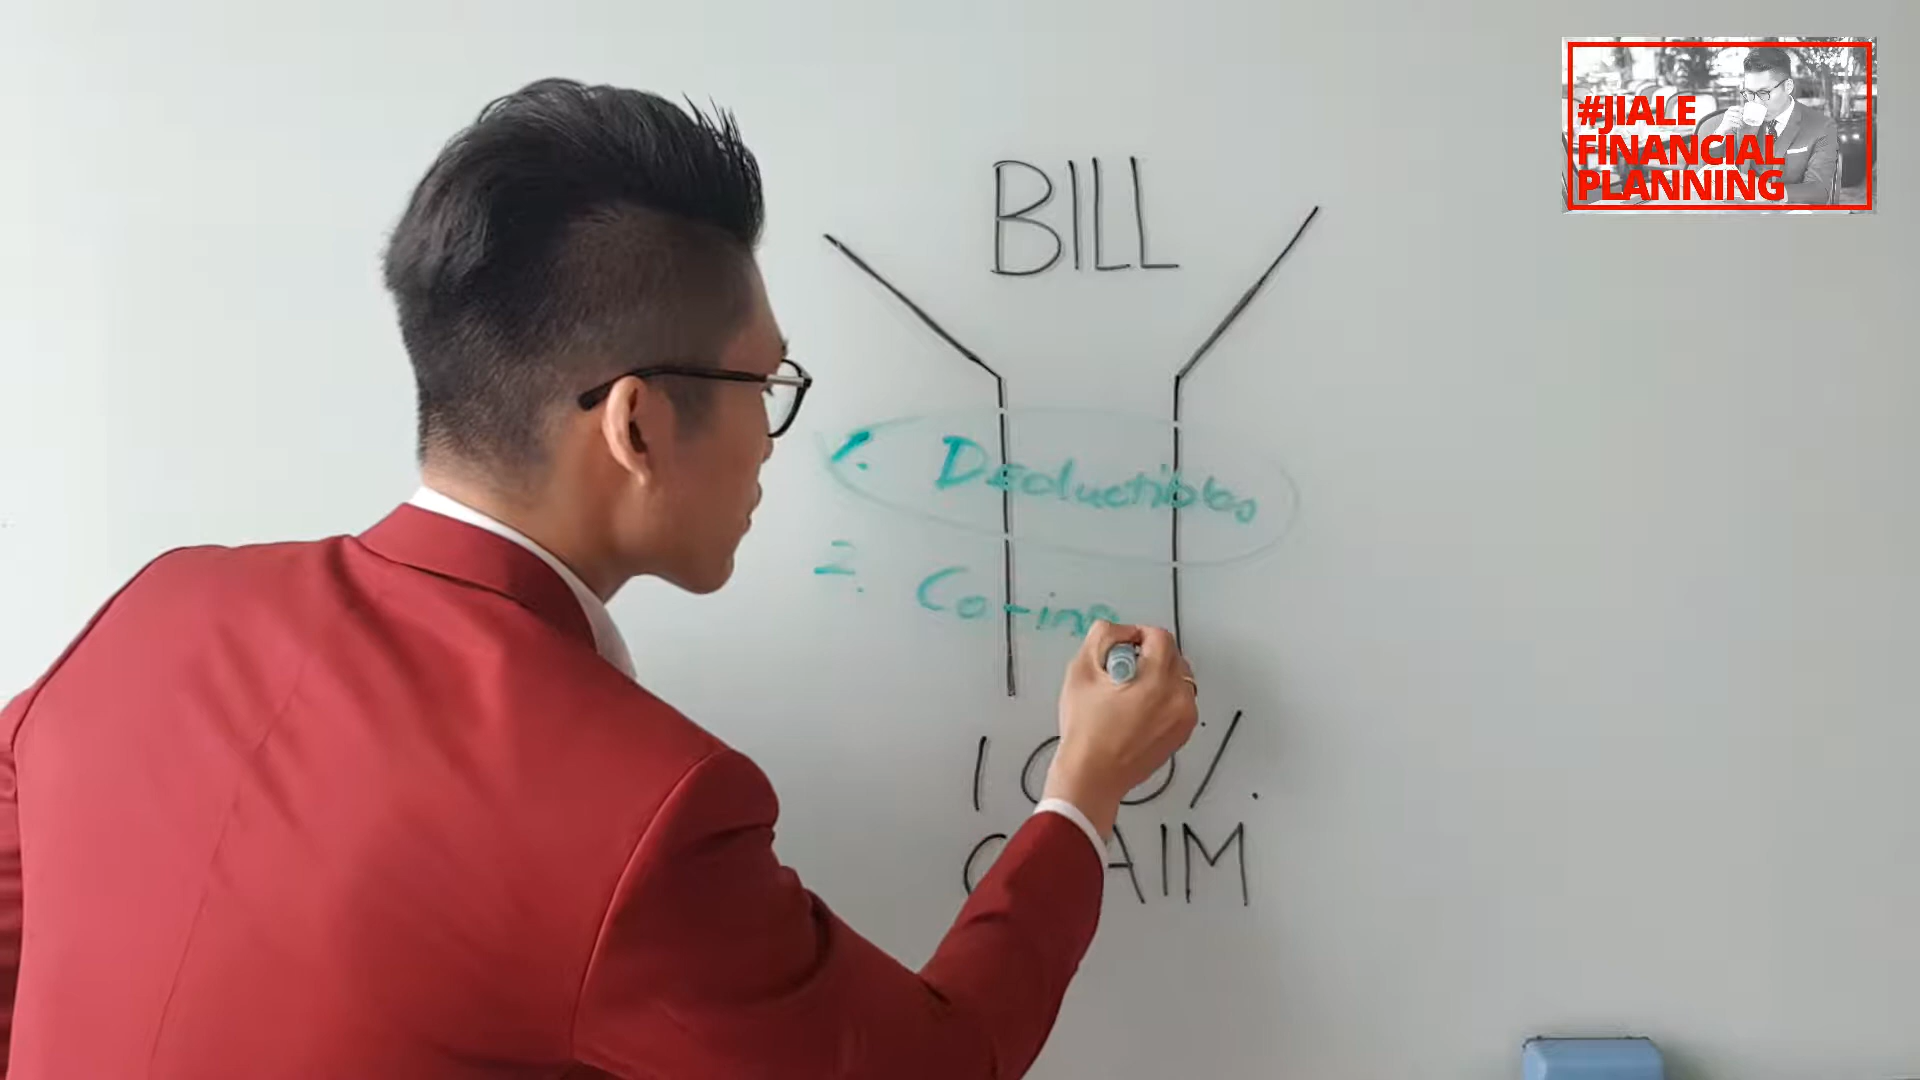 #JIALE
FINANCIAL
PLANNING
BILL
1. Deductibles
2. Co-ins
100%
CLAIM